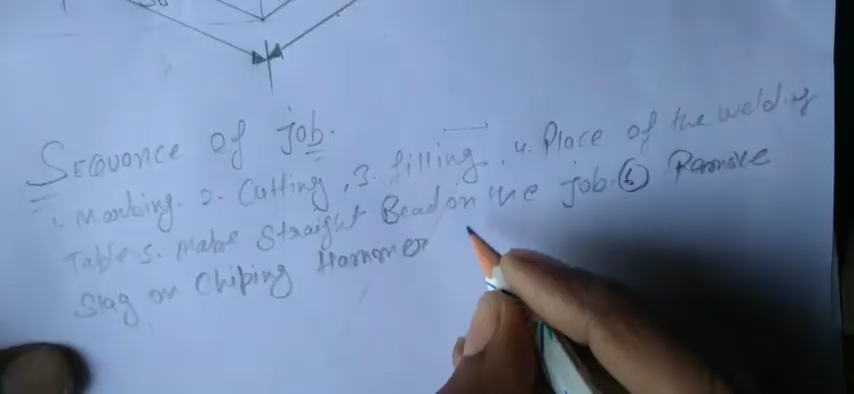 Sequance of job.
1. Marking. 2. Cutting, 3. filling, 4. Place of the welding
Table 5. Make Straight Bead on the job. 6 Remove
Slag on Chiping Hammer